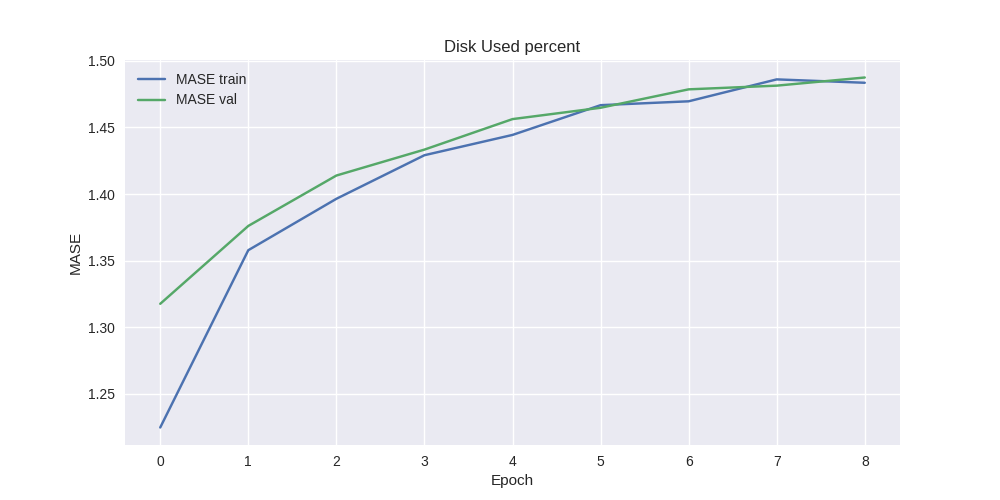 Disk Used percent
MASE train
MASE val
1.50
1.45
1.40
1.35
1.30
1.25
MASE
0 1 2 3 4 5 6 7 8
Epoch